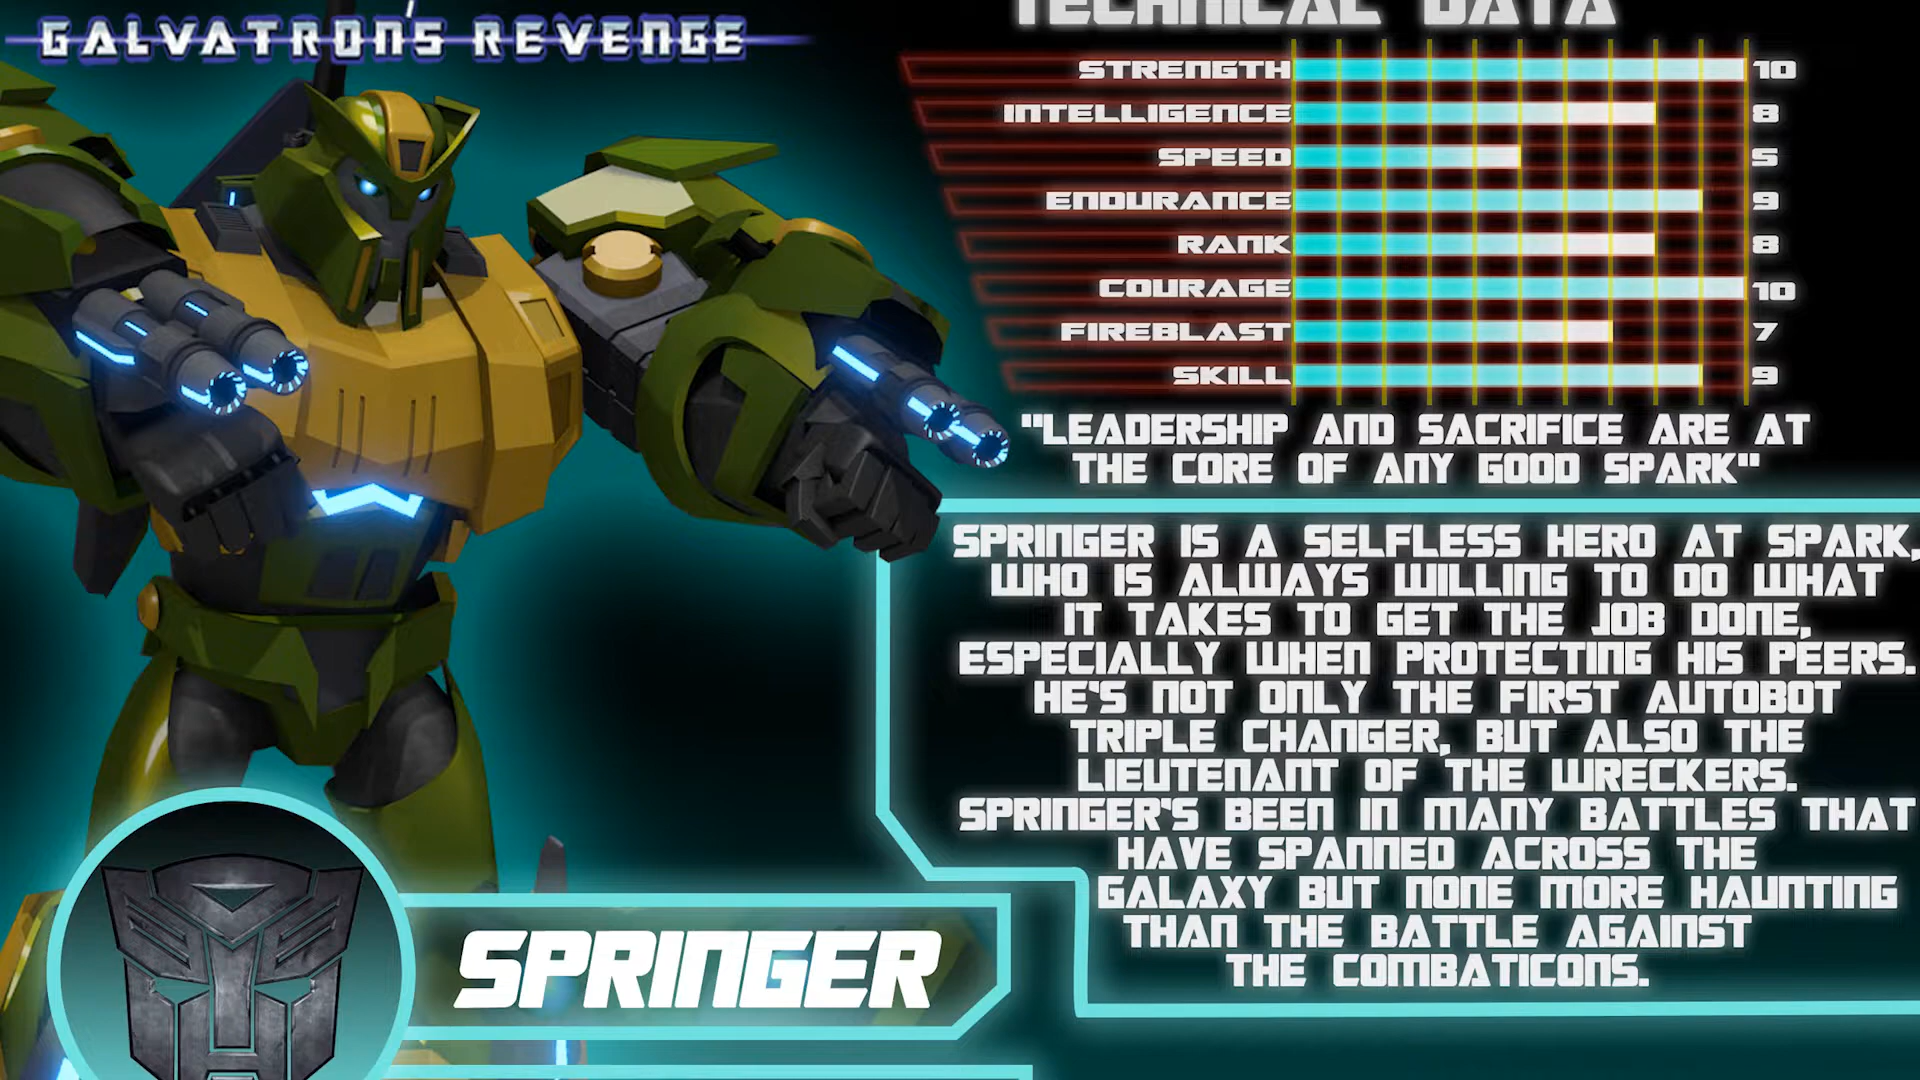 GALVATRON'S REVENGE
TECHNICAL DATA
STRENGTH 10
INTELLIGENCE 8
SPEED 5
ENDURANCE 9
RANK 8
COURAGE 10
FIREBLAST 7
SKILL 9
"LEADERSHIP AND SACRIFICE ARE AT
THE CORE OF ANY GOOD SPARK"
SPRINGER IS A SELFLESS HERO AT SPARK,
WHO IS ALWAYS WILLING TO DO WHAT
IT TAKES TO GET THE JOB DONE,
ESPECIALLY WHEN PROTECTING HIS PEERS.
HE'S NOT ONLY THE FIRST AUTOBOT
TRIPLE CHANGER, BUT ALSO THE
LIEUTENANT OF THE WRECKERS.
SPRINGER'S BEEN IN MANY BATTLES THAT
HAVE SPANNED ACROSS THE
GALAXY BUT NONE MORE HAUNTING
THAN THE BATTLE AGAINST
THE COMBATICONS.
SPRINGER